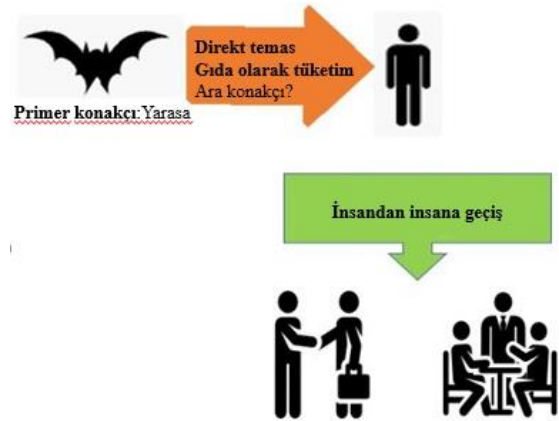 Direkt temas
Gıda olarak tüketim
Ara konakçı?
Primer konakçı:Yarasa
İnsandan insana geçiş